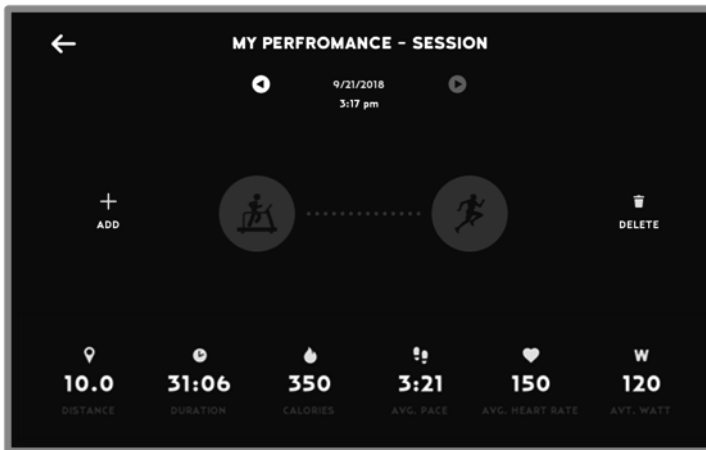 MY PERFROMANCE - SESSION
9/21/2018
3:17 pm
ADD
DELETE
W
10.0 31:06 350 3:21 150 120
DISTANCE DURATION CALORIES AVG. PACE AVG. HEART RATE AVT. WATT